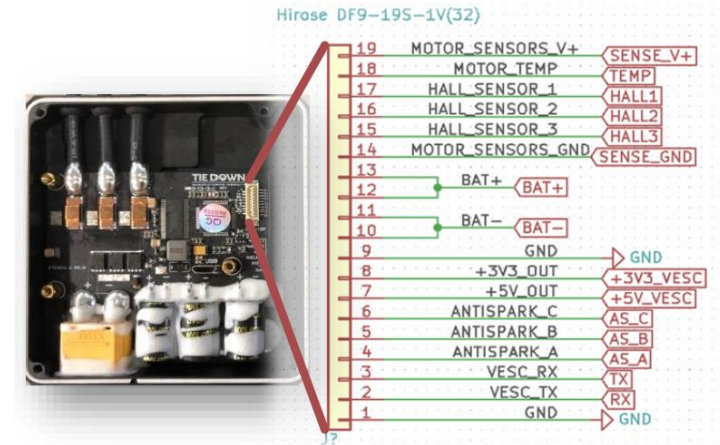 Hirose DF9-19S-1V(32)
19 MOTOR_SENSORS_V+ SENSE_V+
18 MOTOR_TEMP TEMP
17 HALL_SENSOR_1 HALL1
16 HALL_SENSOR_2 HALL2
15 HALL_SENSOR_3 HALL3
14 MOTOR_SENSORS_GND SENSE_GND
13
12 BAT+ BAT+
11
10 BAT- BAT-
9 GND GND
8 +3V3_OUT +3V3_VESC
7 +5V_OUT +5V_VESC
6 ANTISPARK_C AS_C
5 ANTISPARK_B AS_B
4 ANTISPARK_A AS_A
3 VESC_RX TX
2 VESC_TX RX
1 GND GND
J?
TIE DOWN
QC
USB